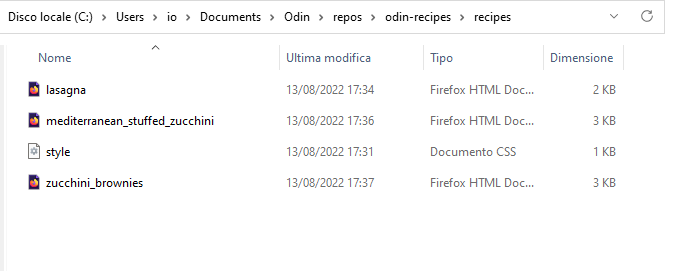 Disco locale (C:) > Users > io > Documents > Odin > repos > odin-recipes > recipes
Nome Ultima modifica Tipo Dimensione
lasagna 13/08/2022 17:34 Firefox HTML Doc... 2 KB
mediterranean_stuffed_zucchini 13/08/2022 17:36 Firefox HTML Doc... 3 KB
style 13/08/2022 17:31 Documento CSS 1 KB
zucchini_brownies 13/08/2022 17:37 Firefox HTML Doc... 3 KB